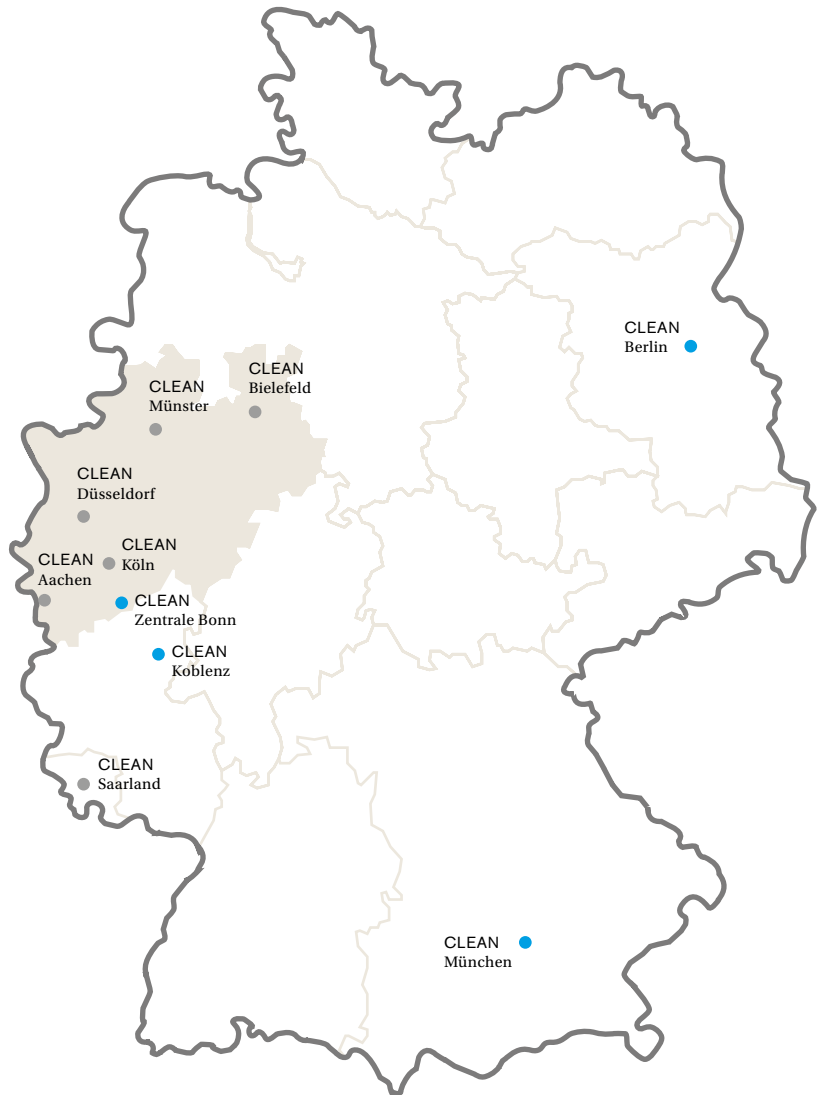 CLEAN
Berlin
CLEAN
Bielefeld
CLEAN
Münster
CLEAN
Düsseldorf
CLEAN
Köln
CLEAN
Aachen
CLEAN
Zentrale Bonn
CLEAN
Koblenz
CLEAN
Saarland
CLEAN
München